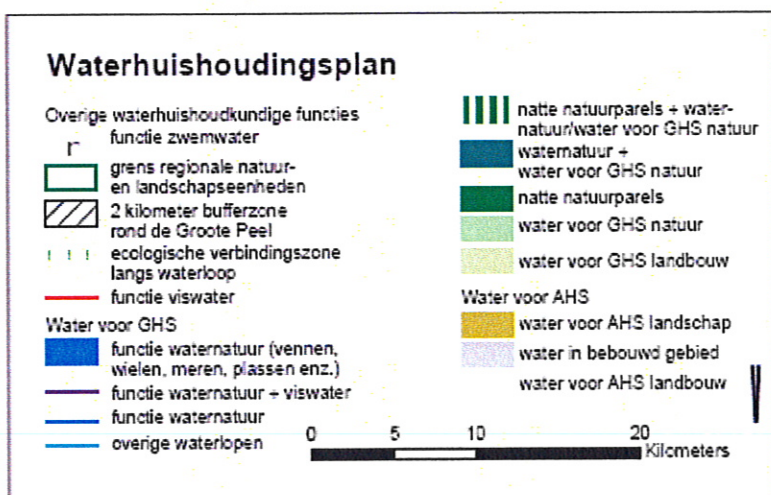 Waterhuishoudingsplan
Overige waterhuishoudkundige functies
r functie zwemwater
grens regionale natuur-
en landschapseenheden
2 kilometer bufferzone
rond de Groote Peel
ecologische verbindingszone
langs waterloop
functie viswater
Water voor GHS
functie waternatuur (vennen,
wielen, meren, plassen enz.)
functie waternatuur + viswater
functie waternatuur
overige waterlopen
natte natuurparels + water-
natuur/water voor GHS natuur
waternatuur +
water voor GHS natuur
natte natuurparels
water voor GHS natuur
water voor GHS landbouw
Water voor AHS
water voor AHS landschap
water in bebouwd gebied
water voor AHS landbouw
0 5 10 20
Kilometers